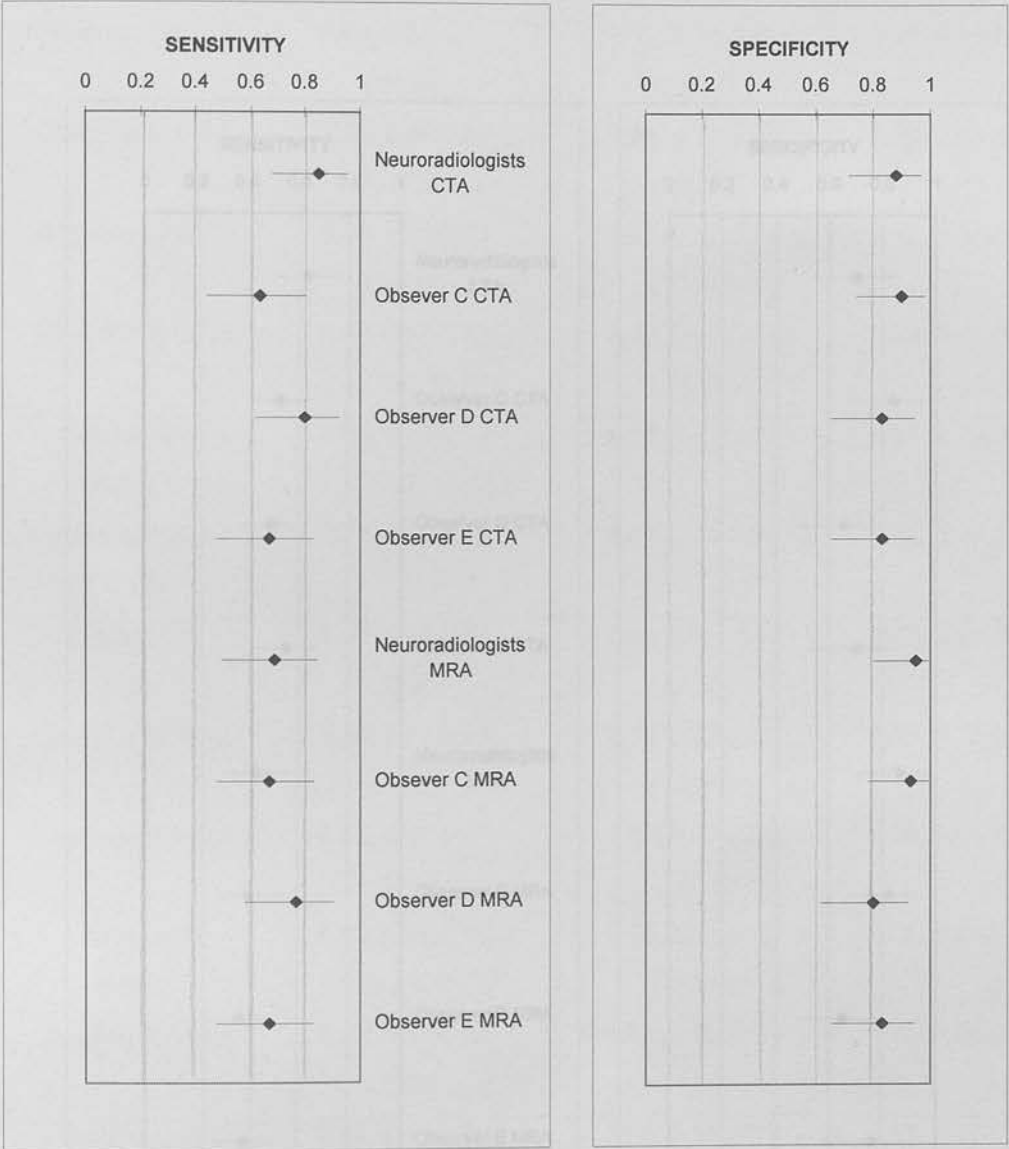 SENSITIVITY
0 0.2 0.4 0.6 0.8 1
Neuroradiologists
CTA
Obsever C CTA
Observer D CTA
Observer E CTA
Neuroradiologists
MRA
Obsever C MRA
Observer D MRA
Observer E MRA
SPECIFICITY
0 0.2 0.4 0.6 0.8 1